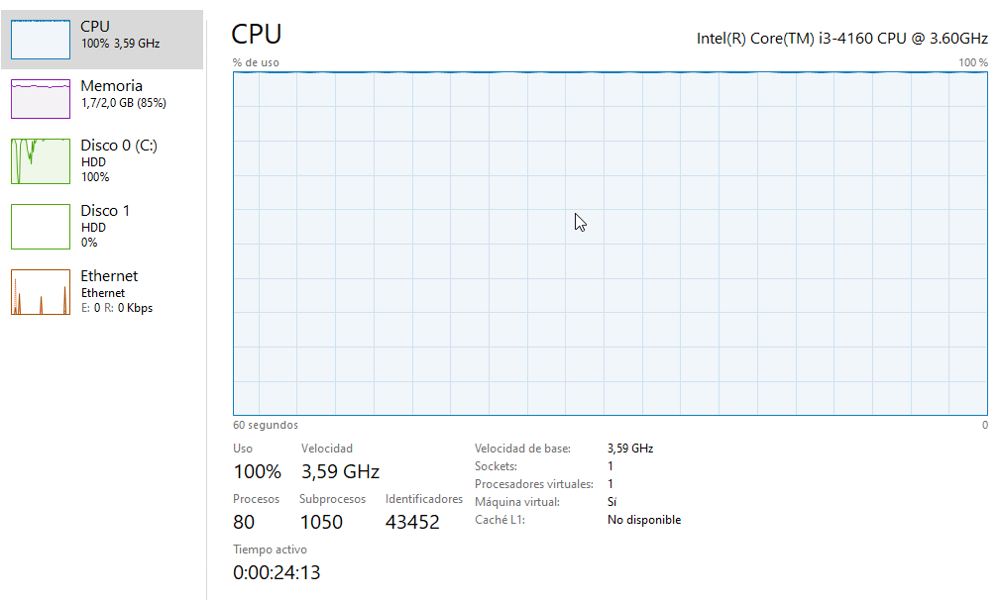 CPU
100% 3,59 GHz
Memoria
1,7/2,0 GB (85%)
Disco 0 (C:)
HDD
100%
Disco 1
HDD
0%
Ethernet
Ethernet
E: 0 R: 0 Kbps
CPU
Intel(R) Core(TM) i3-4160 CPU @ 3.60GHz
% de uso
100 %
60 segundos
0
Uso
Velocidad
100%
3,59 GHz
Procesos
Subprocesos
Identificadores
80
1050
43452
Tiempo activo
0:00:24:13
Velocidad de base:
3,59 GHz
Sockets:
1
Procesadores virtuales:
1
Máquina virtual:
Sí
Caché L1:
No disponible